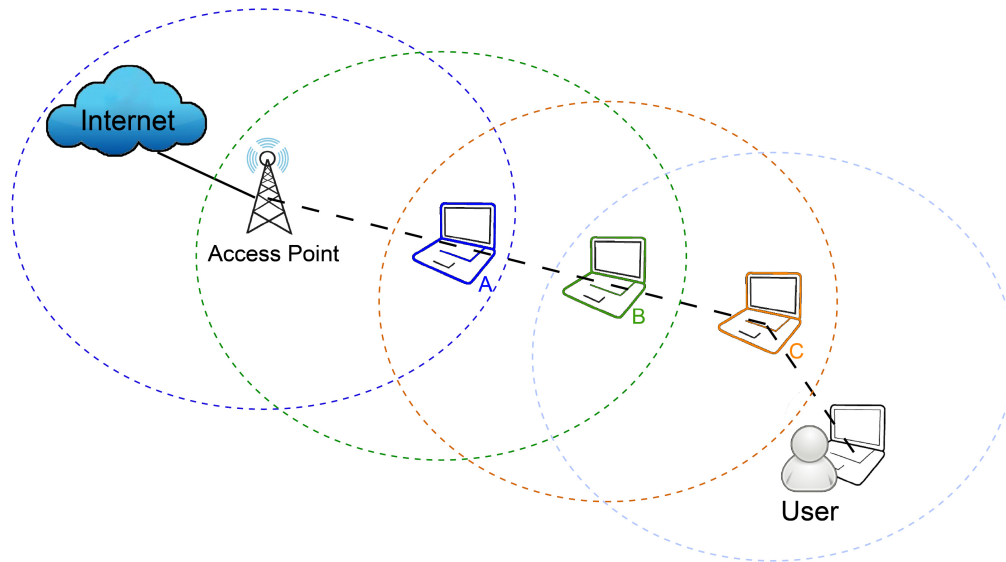 Internet
Access Point
A
B
C
User